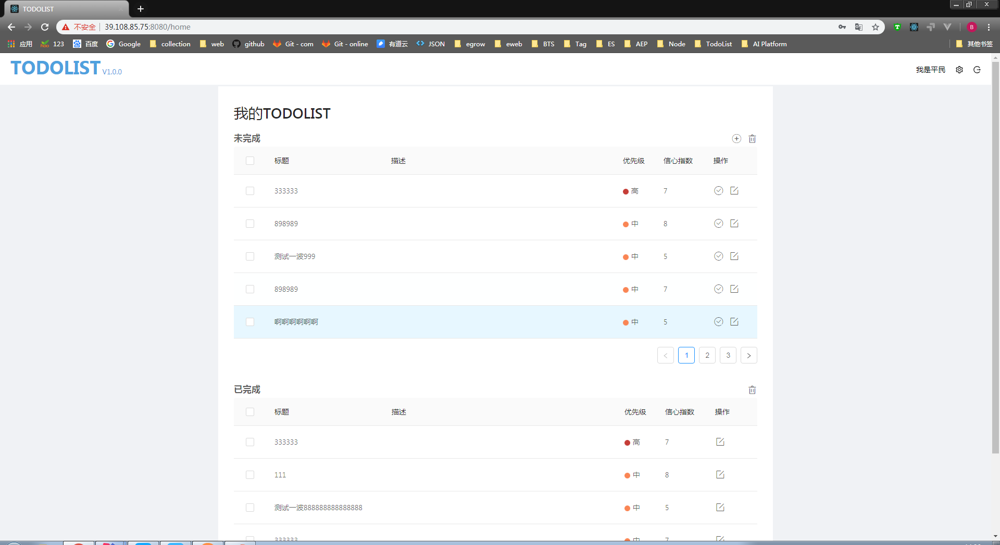 TODOLIST
不安全 39.108.85.75:8080/home
B
应用 123 百度 Google collection web github Git - com Git - online 有道云 JSON egrow eweb BTS Tag ES AEP Node TodoList AI Platform 其他书签
TODOLIST V1.0.0 我是平民
我的TODOLIST
未完成
标题 描述 优先级 信心指数 操作
333333 高 7
898989 中 8
测试一波999 中 5
898989 中 7
啊啊啊啊啊啊 中 5
< 1 2 3 >
已完成
标题 描述 优先级 信心指数 操作
333333 高 7
111 中 8
测试一波888888888888888 中 5
333333 中 7